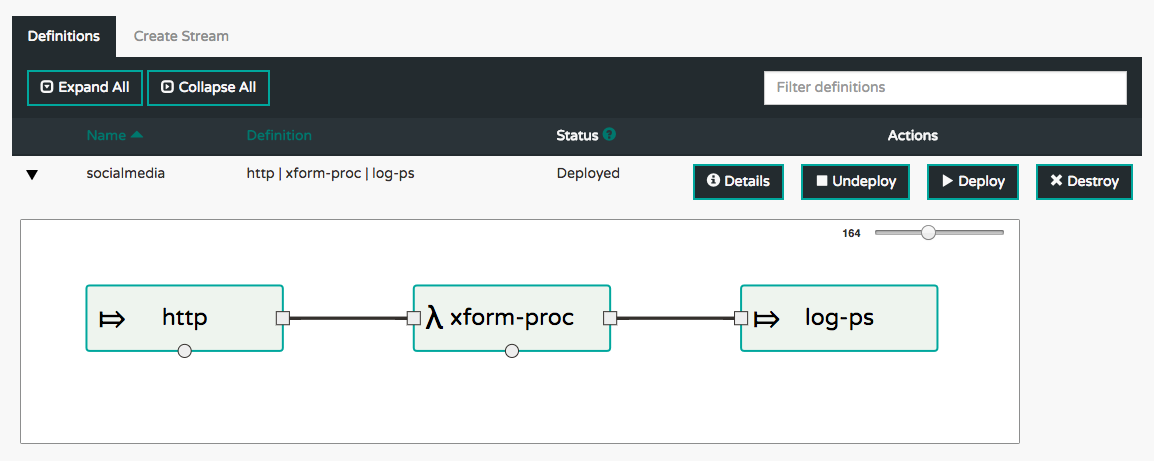 Definitions Create Stream
Expand All Collapse All Filter definitions
Name Definition Status ? Actions
socialmedia http | xform-proc | log-ps Deployed Details Undeploy Deploy Destroy
164
http λ xform-proc log-ps